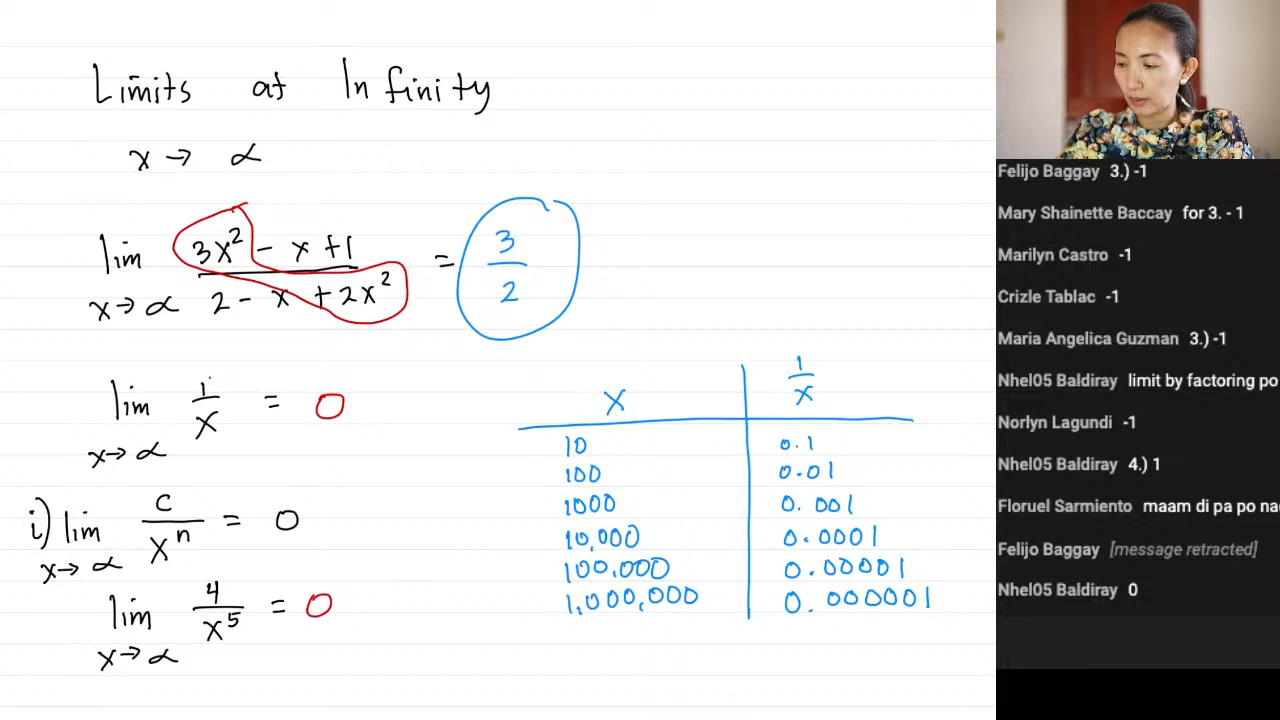 Limits at Infinity
x → ∝
lim x → ∝ 3x² - x + 1 / 2 - x + 2x² = 3/2
lim x → ∝ 1/x = 0
i) lim x → ∝ c/xⁿ = 0
lim x → ∝ 4/x⁵ = 0
x 1/x
10 0.1
100 0.01
1000 0.001
10,000 0.0001
100,000 0.00001
1,000,000 0.000001
Felijo Baggay 3.) -1
Mary Shainette Baccay for 3. - 1
Marilyn Castro -1
Crizle Tablac -1
Maria Angelica Guzman 3.) -1
Nhel05 Baldiray limit by factoring po
Norlyn Lagundi -1
Nhel05 Baldiray 4.) 1
Floruel Sarmiento maam di pa po na
Felijo Baggay [message retracted]
Nhel05 Baldiray 0